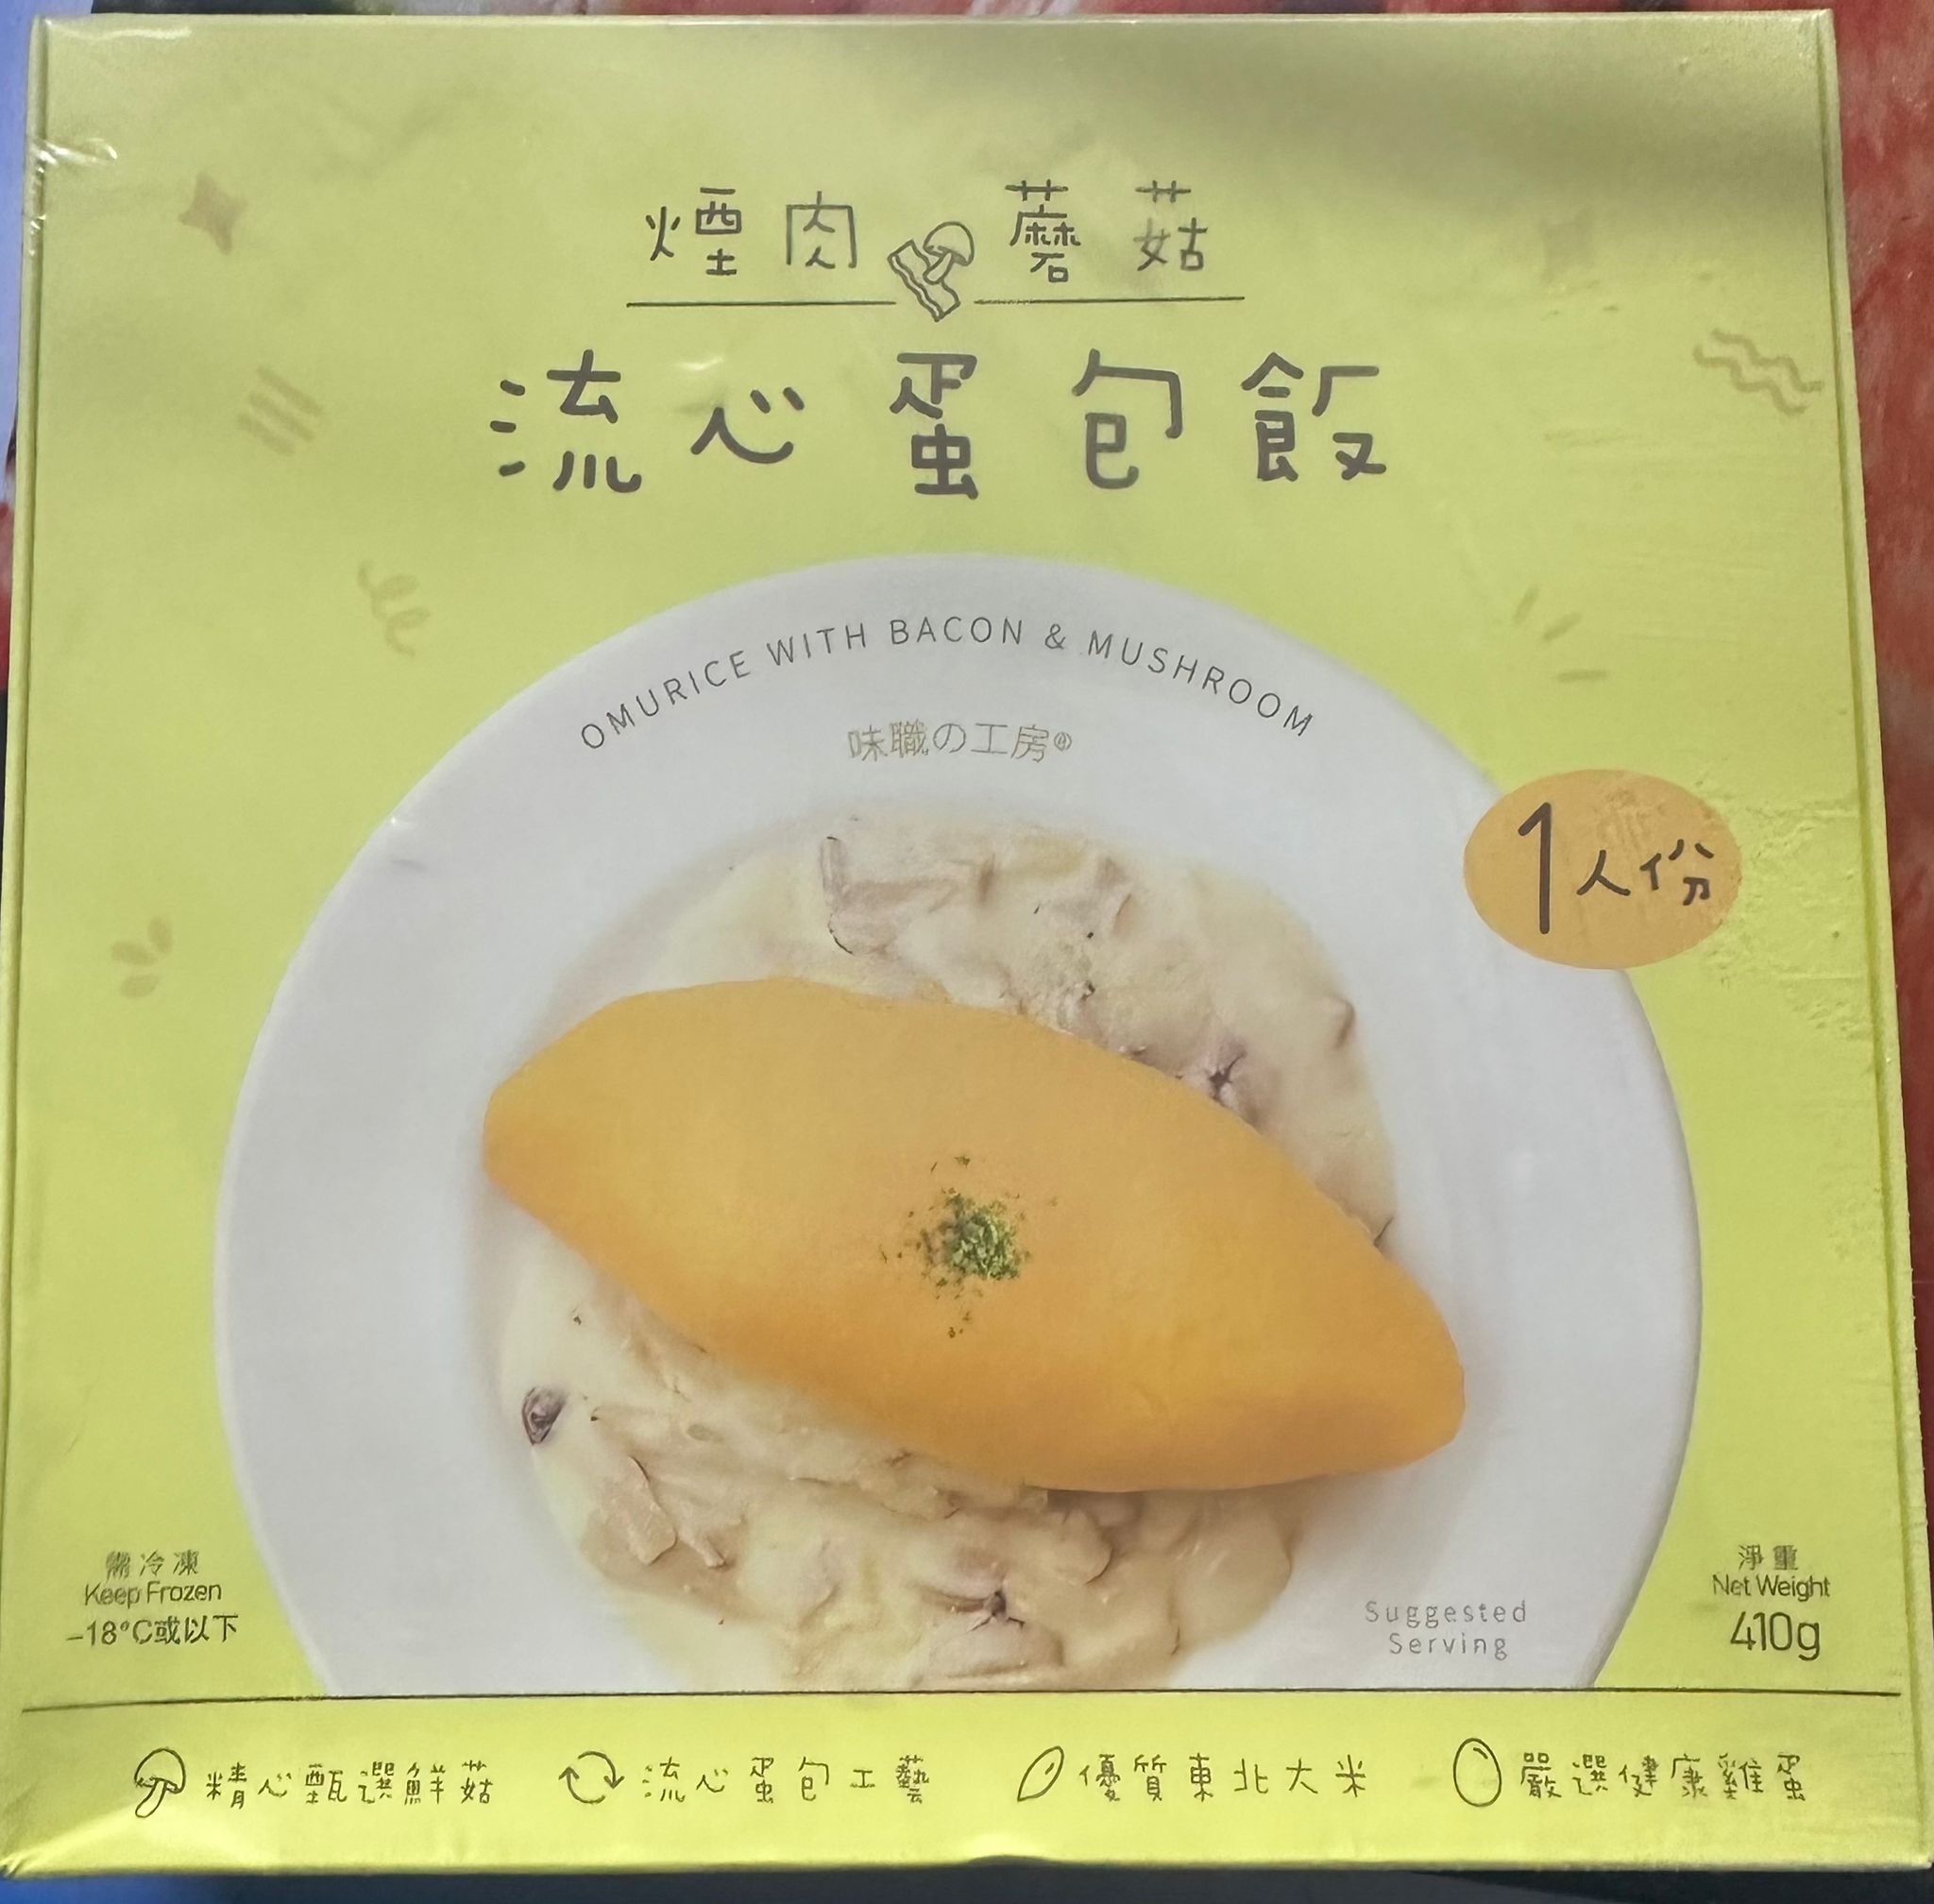 煙肉蘑菇
流心蛋包飯
OMURICE WITH BACON & MUSHROOM
味職の工房®
1人份
需冷凍
Keep Frozen
-18°C或以下
Suggested
Serving
淨重
Net Weight
410g
精心甄選鮮菇
流心蛋包工藝
優質東北大米
嚴選健康雞蛋